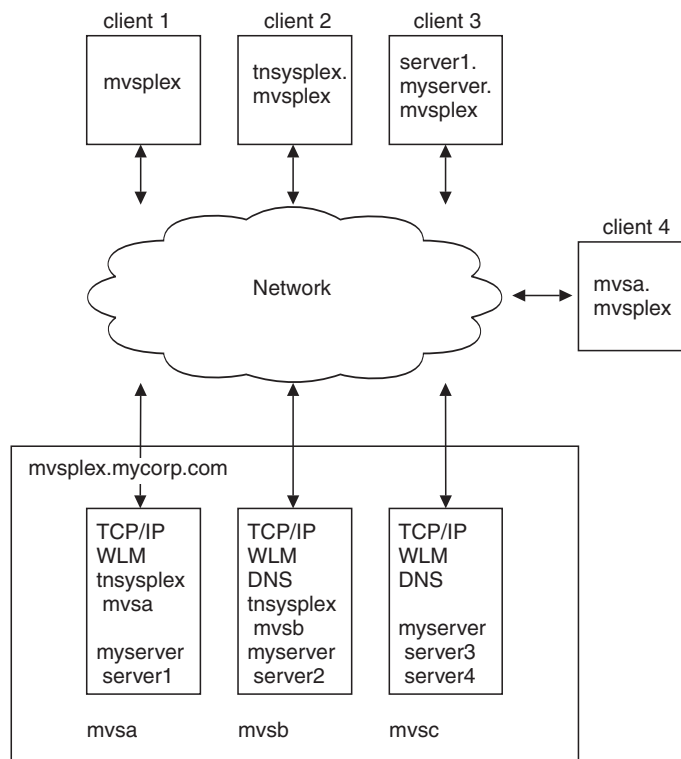 client 1
client 2
client 3
mvsplex
tnsysplex.
mvsplex
server1.
myserver.
mvsplex
client 4
mvsa.
mvsplex
Network
mvsplex.mycorp.com
TCP/IP
WLM
tnsysplex
mvsa
myserver
server1
TCP/IP
WLM
DNS
tnsysplex
mvsb
myserver
server2
TCP/IP
WLM
DNS
myserver
server3
server4
mvsa
mvsb
mvsc